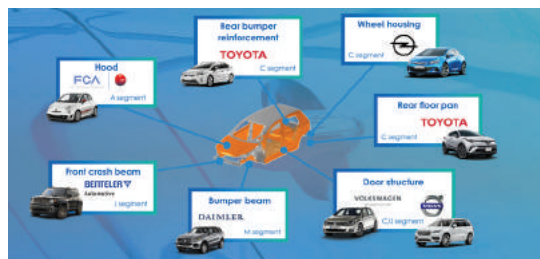 Rear bumper
reinforcement
TOYOTA
C segment
Wheel housing
C segment
Hood
FCA
A segment
Rear floor pan
TOYOTA
C segment
Front crash beam
BENTELER
Automotive
J segment
Bumper beam
DAIMLER
M segment
Door structure
VOLKSWAGEN
VOLVO
C/J segment